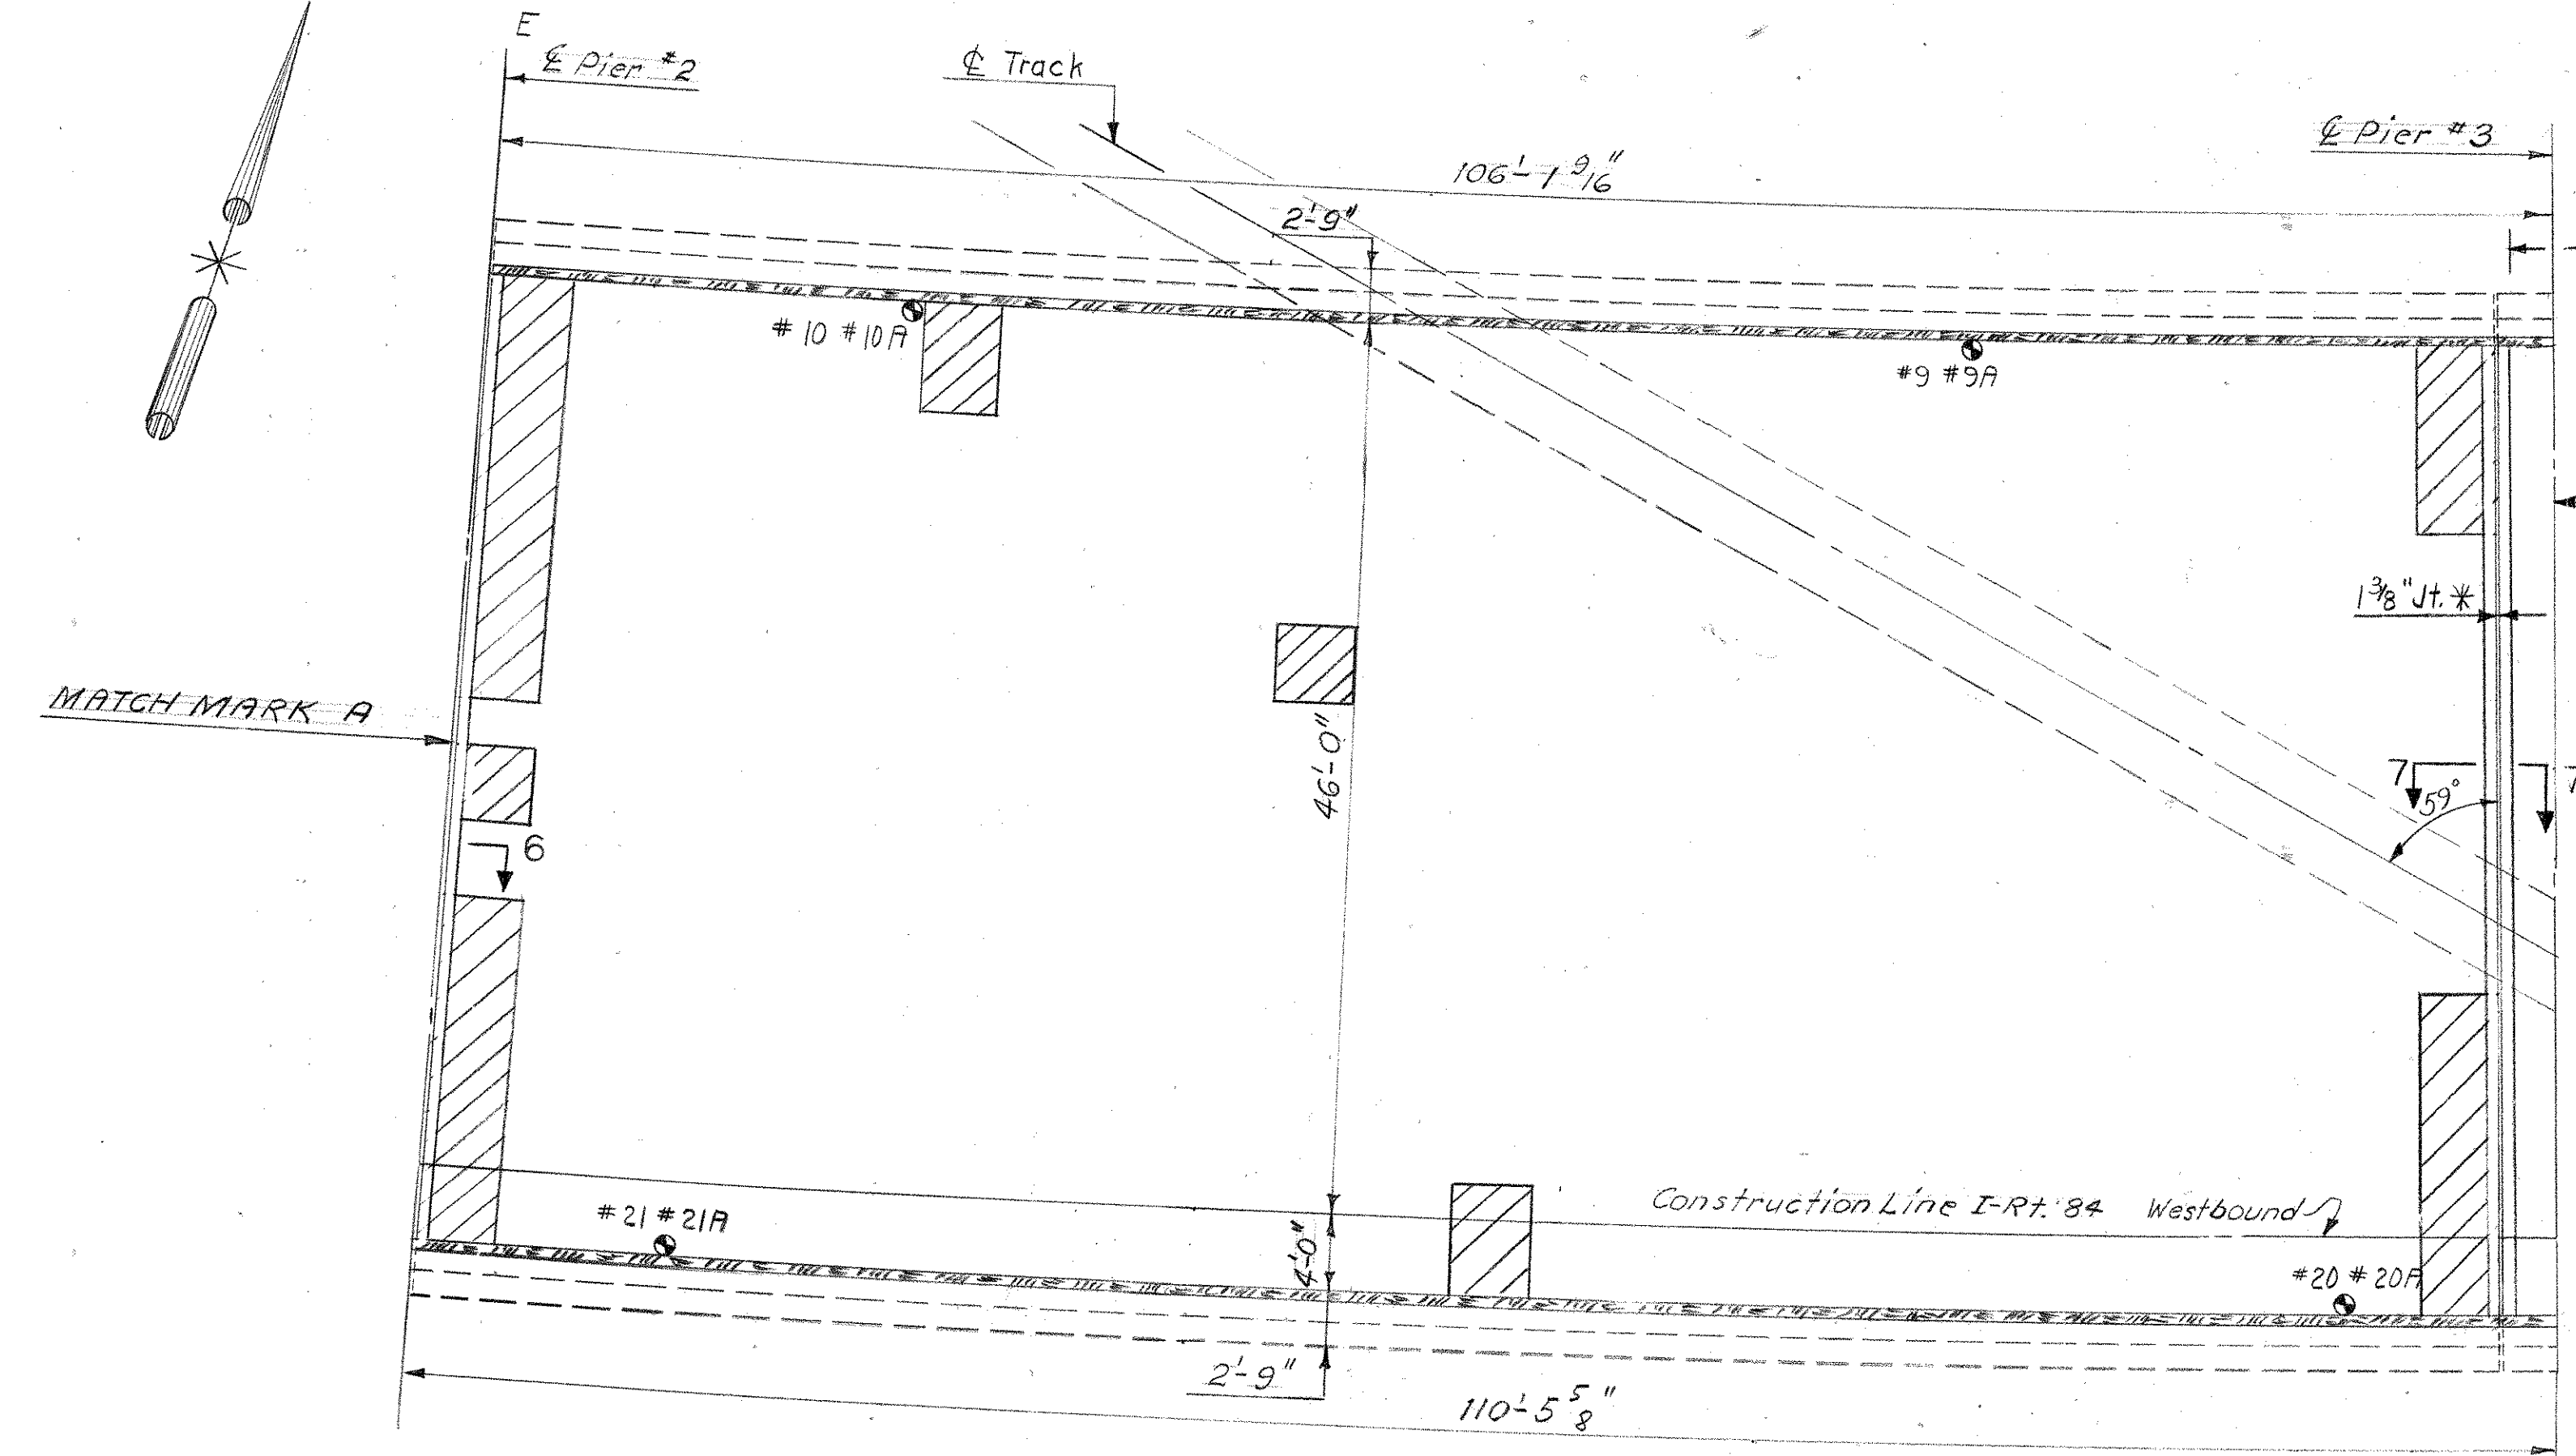 E
℄ Pier #2
℄ Track
℄ Pier #3
106'-1 9/16"
2'-9"
#10 #10A
#9 #9A
1 3/8" Jt. *
MATCH MARK A
46'-0"
7
59°
6
Construction Line I-Rt. 84 Westbound
#21 #21A
4'-0"
#20 #20A
2'-9"
110'-5 5/8"